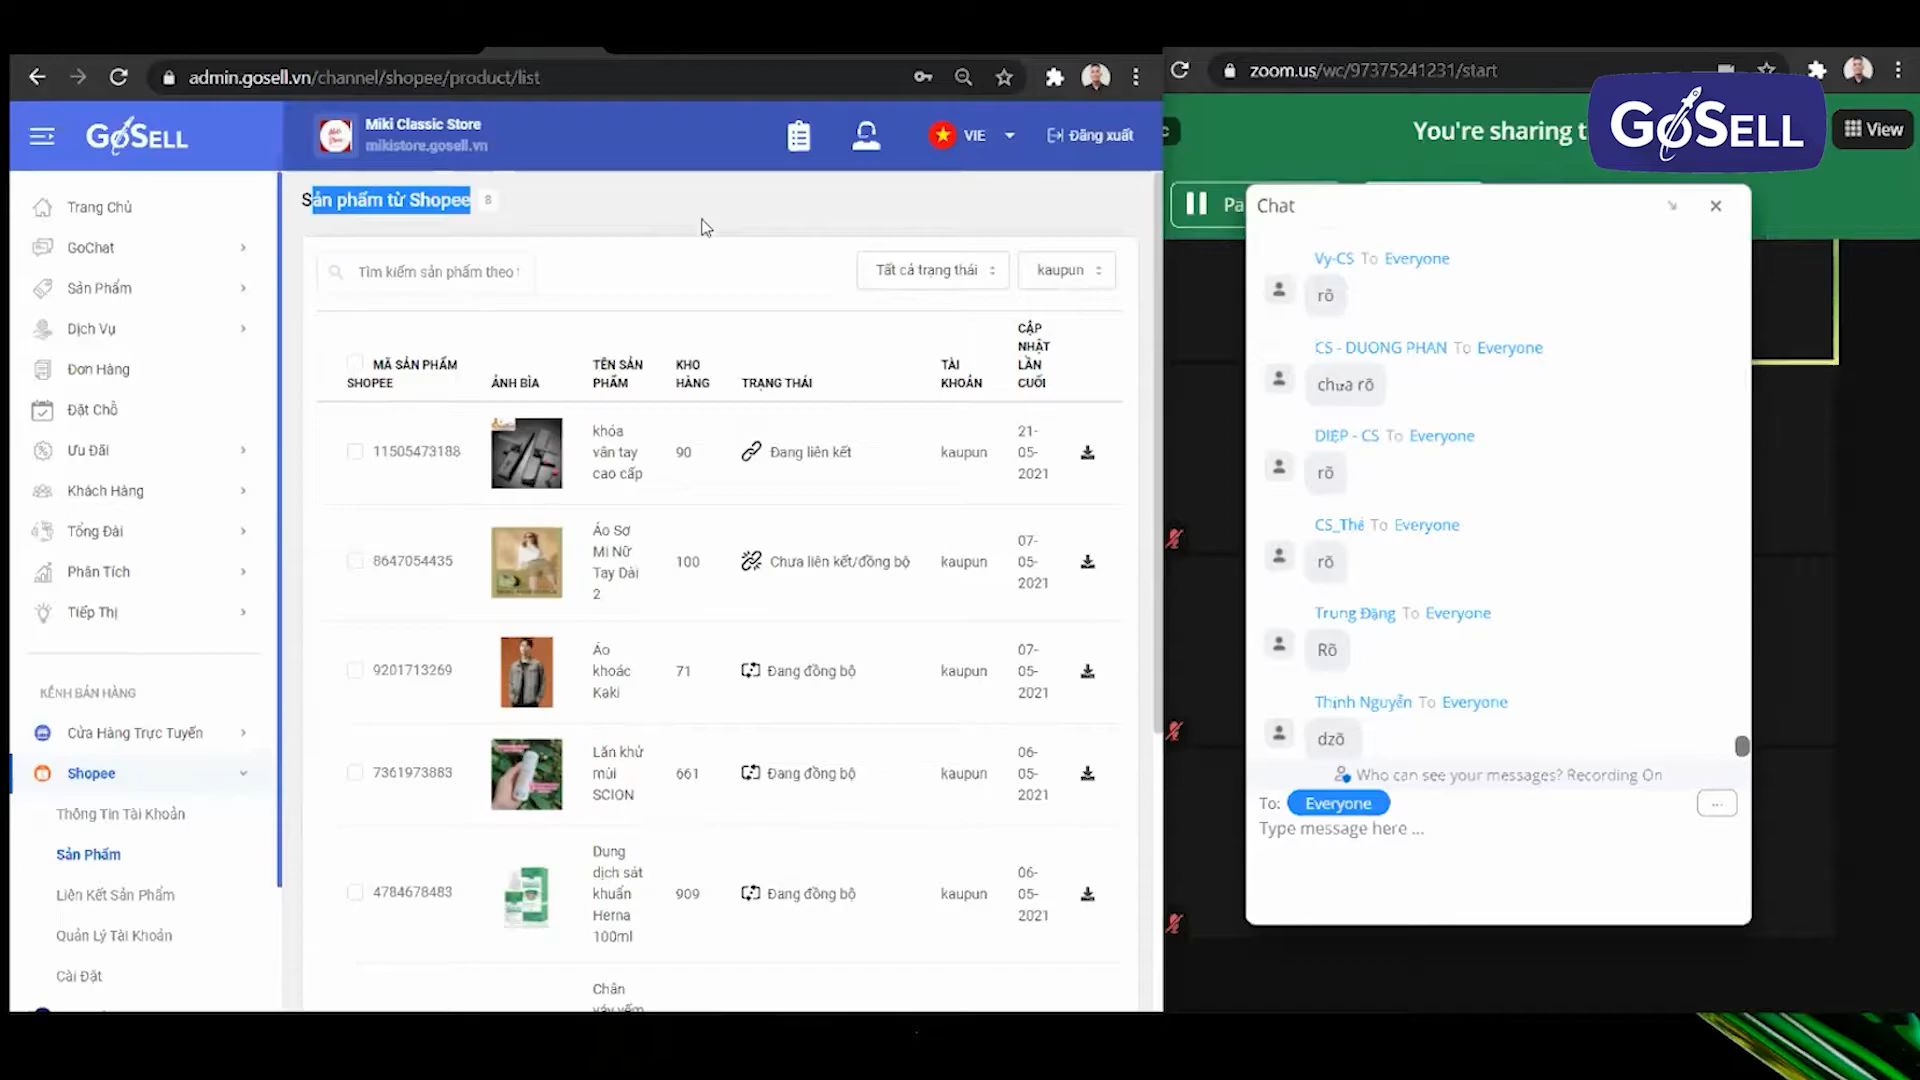 admin.gosell.vn/channel/shopee/product/list
GoSELL
Miki Classic Store
mikistore.gosell.vn
VIE
Đăng xuất
Trang Chủ
GoChat
Sản Phẩm
Dịch Vụ
Đơn Hàng
Đặt Chỗ
Ưu Đãi
Khách Hàng
Tổng Đài
Phân Tích
Tiếp Thị
KÊNH BÁN HÀNG
Cửa Hàng Trực Tuyến
Shopee
Thông Tin Tài Khoản
Sản Phẩm
Liên Kết Sản Phẩm
Quản Lý Tài Khoản
Cài Đặt
Sản phẩm từ Shopee 8
Tìm kiếm sản phẩm theo
Tất cả trạng thái
kaupun
MÃ SẢN PHẨM SHOPEE
ẢNH BÌA
TÊN SẢN PHẨM
KHO HÀNG
TRẠNG THÁI
TÀI KHOẢN
CẬP NHẬT LẦN CUỐI
11505473188
khóa vân tay cao cấp
90
Đang liên kết
kaupun
21-05-2021
8647054435
Áo Sơ Mi Nữ Tay Dài 2
100
Chưa liên kết/đồng bộ
kaupun
07-05-2021
9201713269
Áo khoác Kaki
71
Đang đồng bộ
kaupun
07-05-2021
7361973883
Lăn khử mùi SCION
661
Đang đồng bộ
kaupun
06-05-2021
4784678483
Dung dịch sát khuẩn Herna 100ml
909
Đang đồng bộ
kaupun
06-05-2021
Chân váy yếm
zoom.us/wc/97375241231/start
You're sharing t
GoSELL
View
Pa
Chat
Vy-CS To Everyone
rõ
CS - DUONG PHAN To Everyone
chưa rõ
DIỆP - CS To Everyone
rõ
CS_Thế To Everyone
rõ
Trung Đặng To Everyone
Rõ
Thịnh Nguyễn To Everyone
dzõ
Who can see your messages? Recording On
To: Everyone
...
Type message here ...